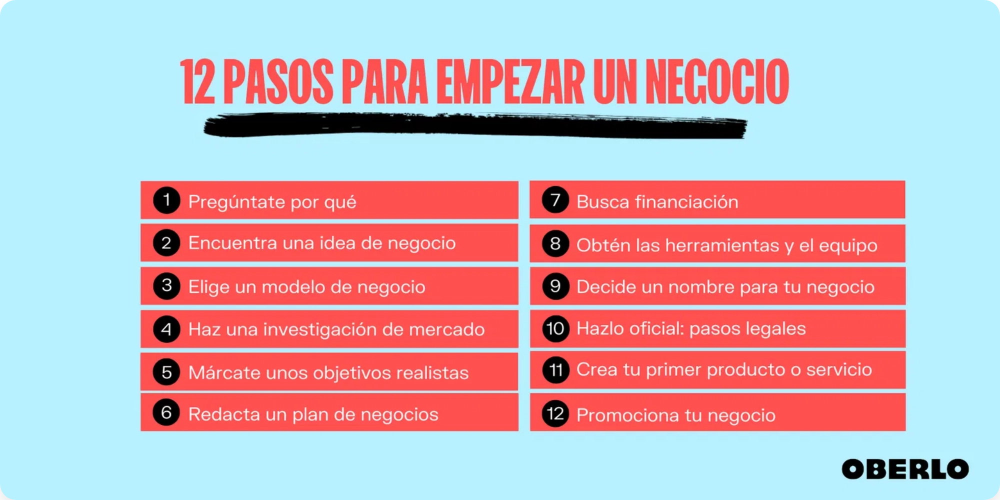 12 PASOS PARA EMPEZAR UN NEGOCIO
1 Pregúntate por qué
2 Encuentra una idea de negocio
3 Elige un modelo de negocio
4 Haz una investigación de mercado
5 Márcate unos objetivos realistas
6 Redacta un plan de negocios
7 Busca financiación
8 Obtén las herramientas y el equipo
9 Decide un nombre para tu negocio
10 Hazlo oficial: pasos legales
11 Crea tu primer producto o servicio
12 Promociona tu negocio
OBERLO